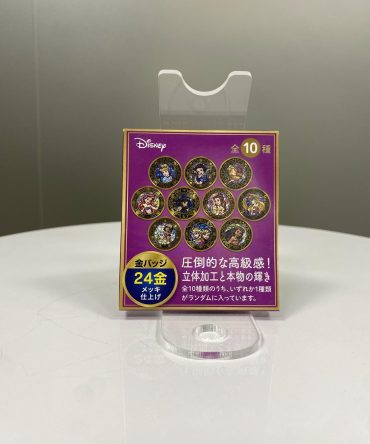 Disney
全10種
金バッジ
24金
メッキ
仕上げ
圧倒的な高級感！
立体加工と本物の輝き
全10種類のうち、いずれか1種類
がランダムに入っています。